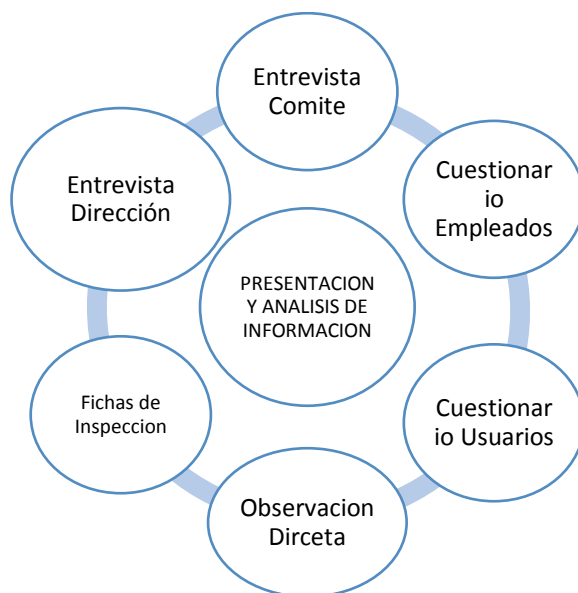 Entrevista
Comite
Cuestionar
io
Empleados
Cuestionar
io Usuarios
Observacion
Dirceta
Fichas de
Inspeccion
Entrevista
Dirección
PRESENTACION
Y ANALISIS DE
INFORMACION